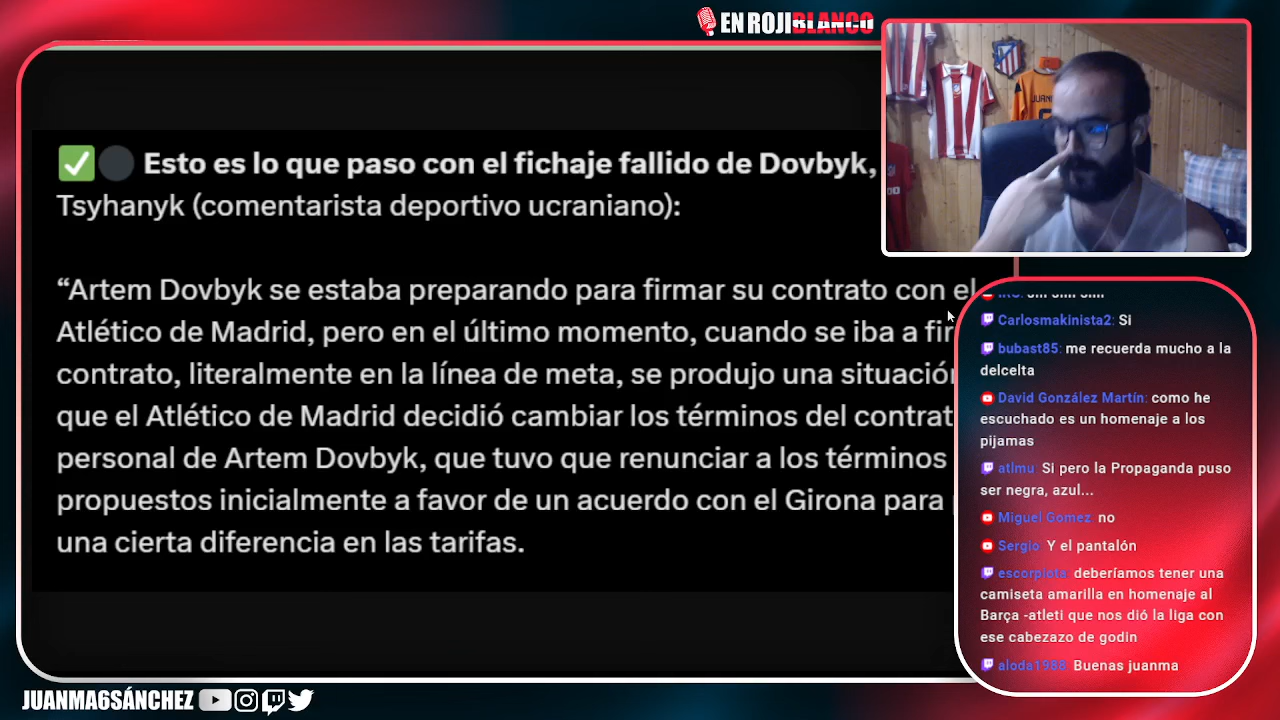 EN ROJIBLANCO
✅⚫ Esto es lo que paso con el fichaje fallido de Dovbyk,
Tsyhanyk (comentarista deportivo ucraniano):
“Artem Dovbyk se estaba preparando para firmar su contrato con el
Atlético de Madrid, pero en el último momento, cuando se iba a
contrato, literalmente en la línea de meta, se produjo una situación
que el Atlético de Madrid decidió cambiar los términos del
personal de Artem Dovbyk, que tuvo que renunciar a los términos
propuestos inicialmente a favor de un acuerdo con el Girona para
una cierta diferencia en las tarifas.
Carlosmakinista2: Si
bubast85: me recuerda mucho a la
delcelta
David González Martín: como he
escuchado es un homenaje a los
pijamas
atlmu: Si pero la Propaganda puso
ser negra, azul...
Miguel Gomez: no
Sergio: Y el pantalón
escorpiota: deberíamos tener una
camiseta amarilla en homenaje al
Barça -atleti que nos dió la liga con
ese cabezazo de godin
aloda1988: Buenas juanma
JUANMA6SÁNCHEZ